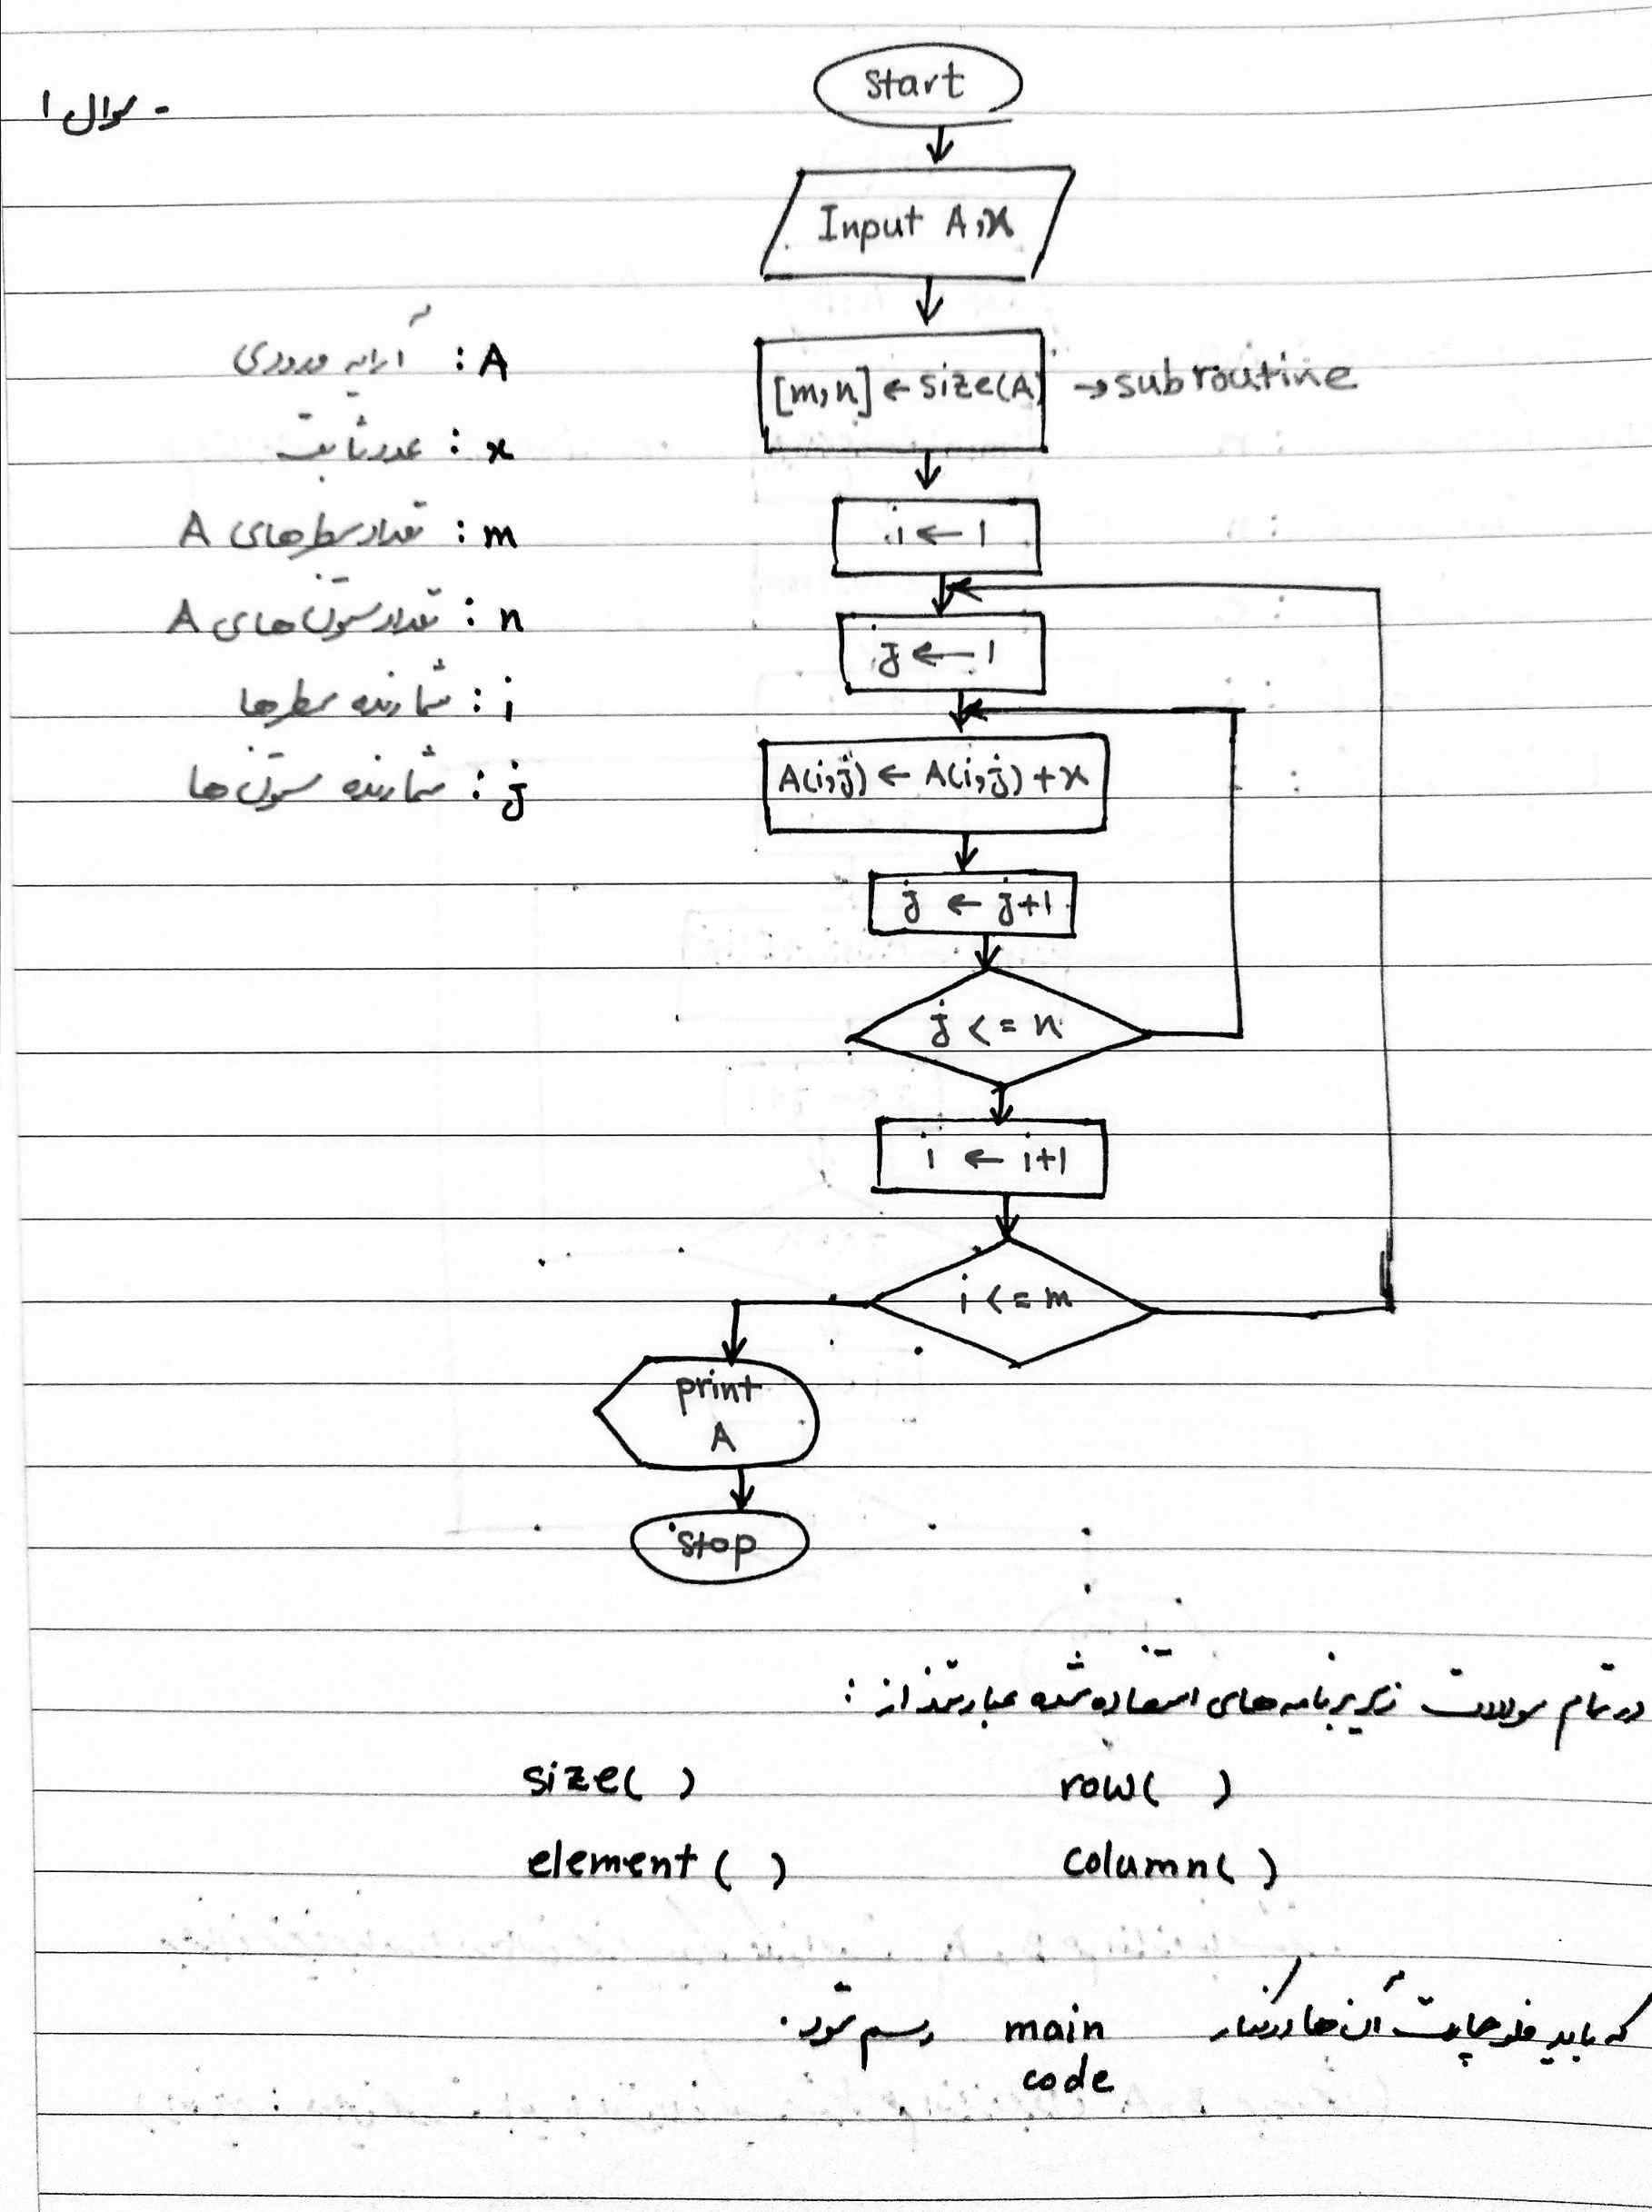 سوال ۱ -
start
Input A,x
[m,n] ← size(A) → subroutine
A : آرایه ورودی
x : عدد ثابت
m : تعداد سطرهای A
n : تعداد ستون‌های A
i : شمارنده سطرها
j : شمارنده ستون‌ها
i ← 1
j ← 1
A(i,j) ← A(i,j) + x
j ← j+1
j <= n
i ← i+1
i <= m
print
A
stop
در تمام سوالات زیربرنامه‌های استفاده شده عبارتند از :
size( ) row( )
element ( ) column( )
که باید فلوچارت آن‌ها در کنار main code رسم شود.